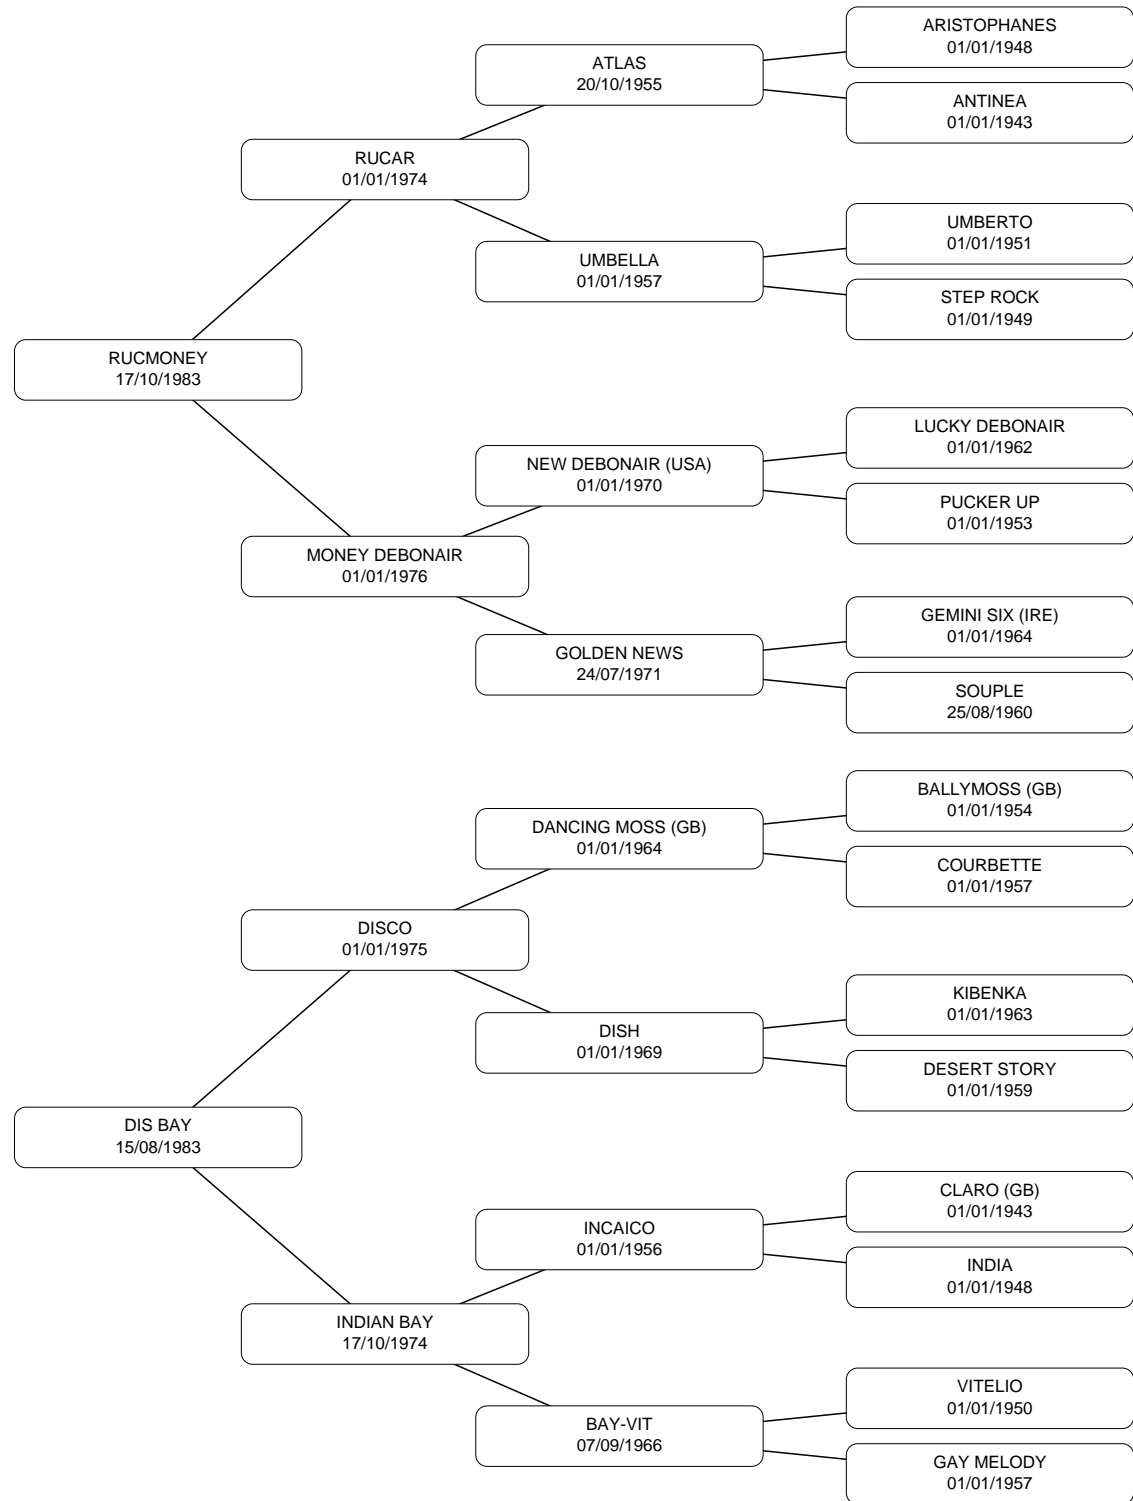 ARISTOPHANES
01/01/1948
ATLAS
20/10/1955
ANTINEA
01/01/1943
RUCAR
01/01/1974
UMBERTO
01/01/1951
UMBELLA
01/01/1957
STEP ROCK
01/01/1949
RUCMONEY
17/10/1983
LUCKY DEBONAIR
01/01/1962
NEW DEBONAIR (USA)
01/01/1970
PUCKER UP
01/01/1953
MONEY DEBONAIR
01/01/1976
GEMINI SIX (IRE)
01/01/1964
GOLDEN NEWS
24/07/1971
SOUPLE
25/08/1960
BALLYMOSS (GB)
01/01/1954
DANCING MOSS (GB)
01/01/1964
COURBETTE
01/01/1957
DISCO
01/01/1975
KIBENKA
01/01/1963
DISH
01/01/1969
DESERT STORY
01/01/1959
DIS BAY
15/08/1983
CLARO (GB)
01/01/1943
INCAICO
01/01/1956
INDIA
01/01/1948
INDIAN BAY
17/10/1974
VITELIO
01/01/1950
BAY-VIT
07/09/1966
GAY MELODY
01/01/1957